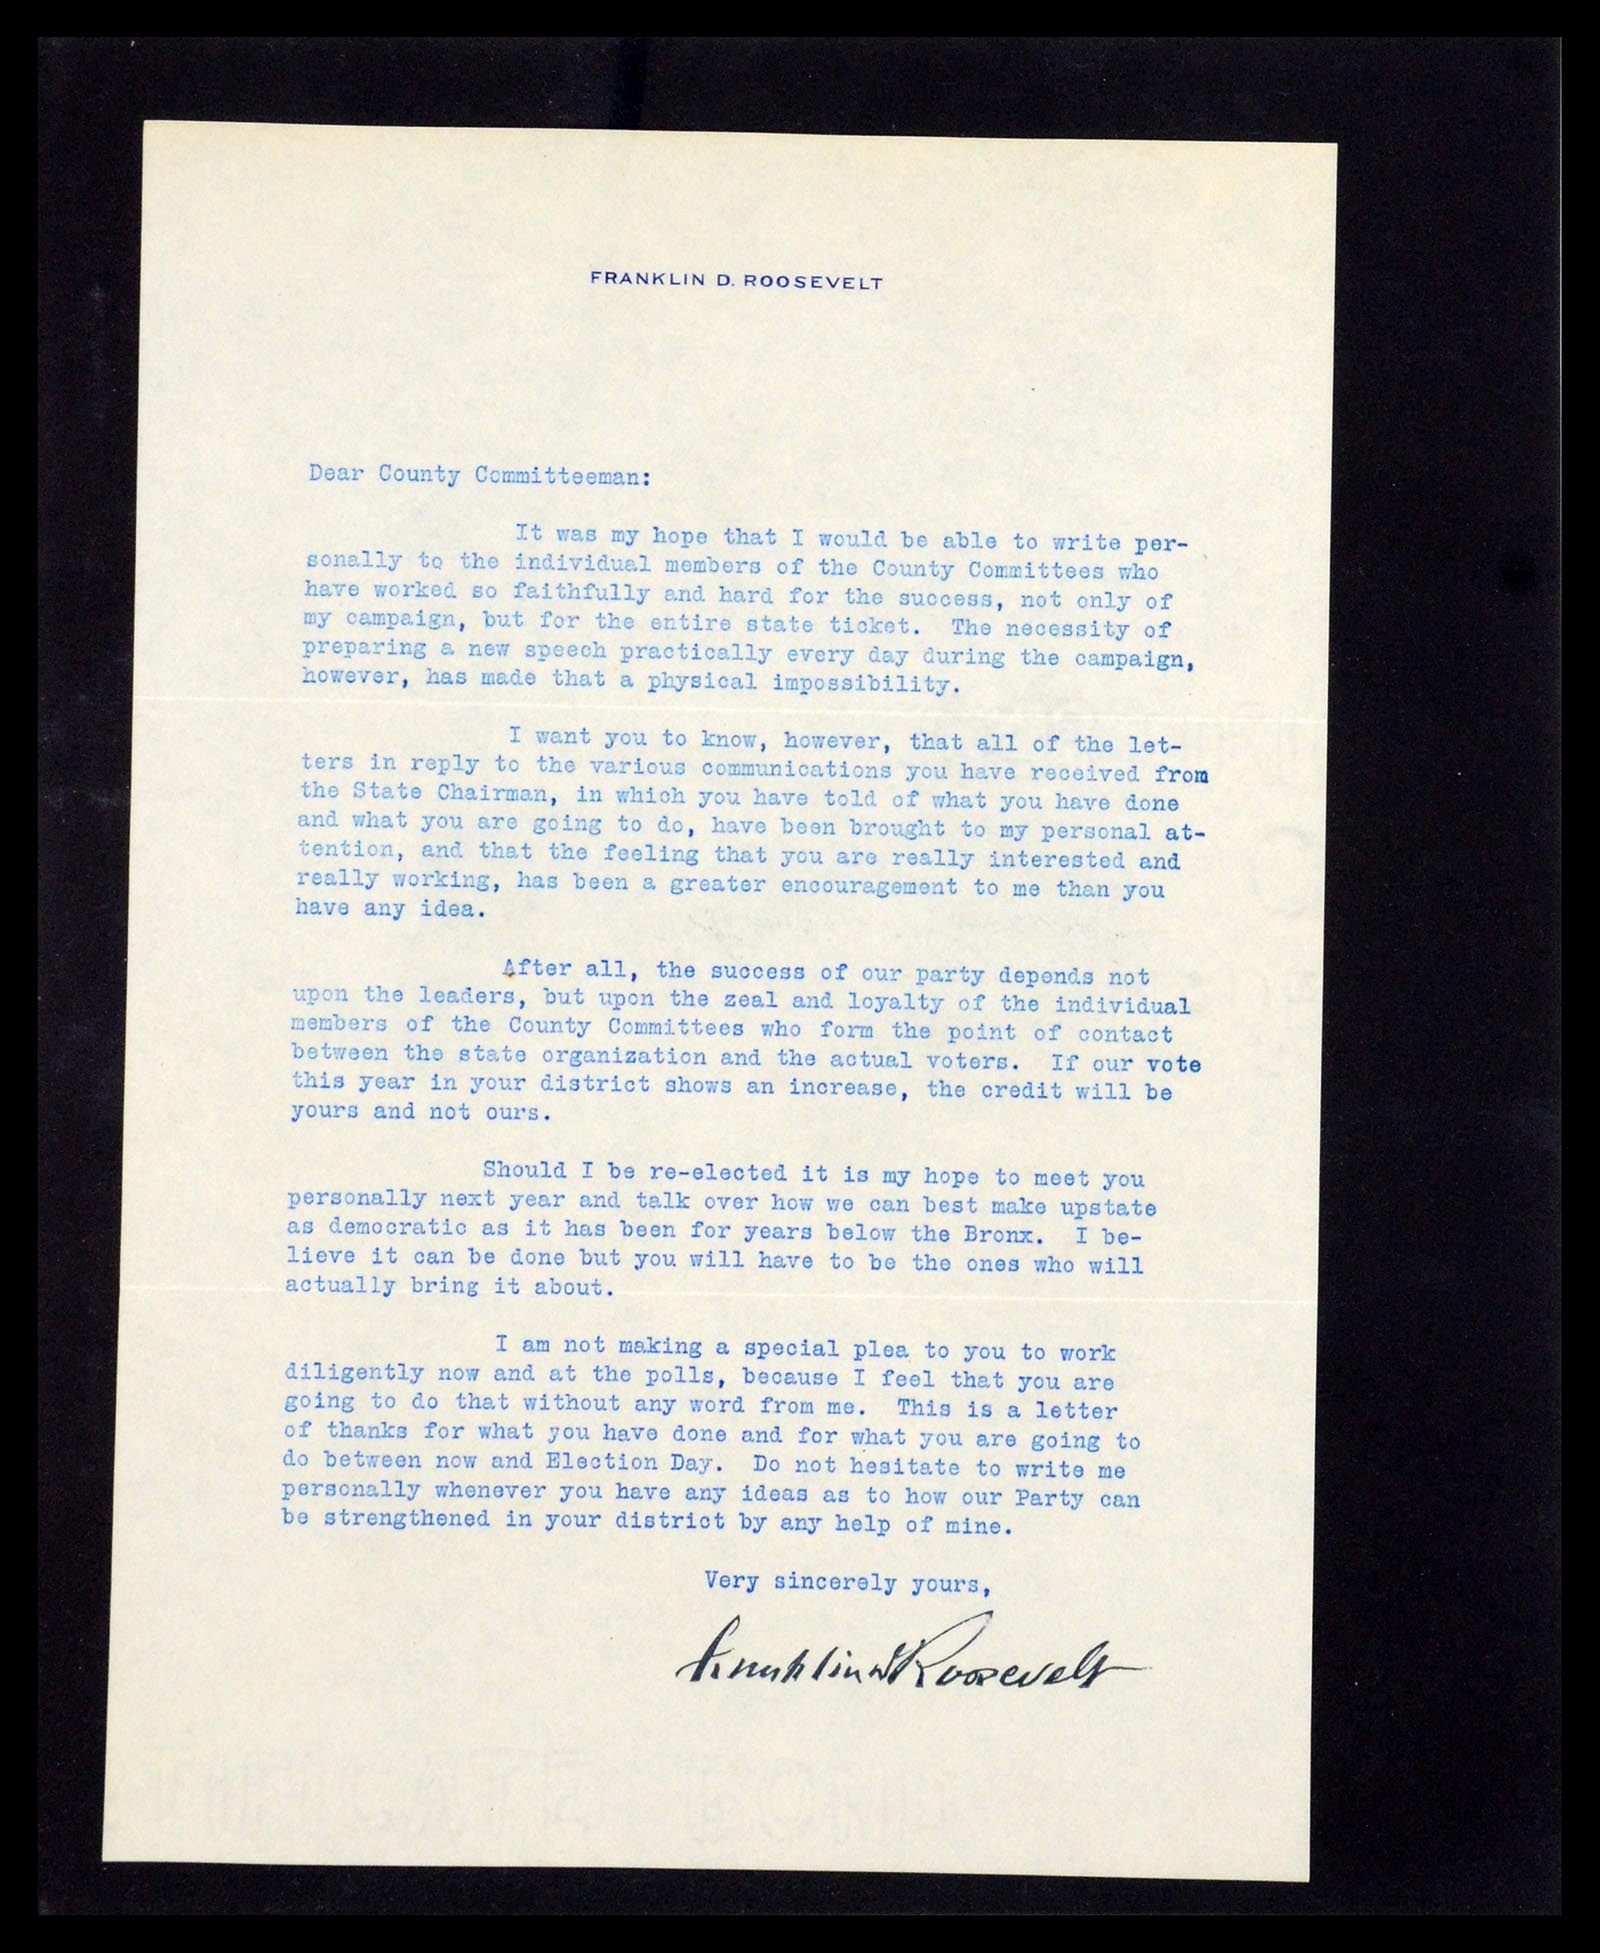 FRANKLIN D. ROOSEVELT
Dear County Committeeman:
It was my hope that I would be able to write per-
sonally to the individual members of the County Committees who
have worked so faithfully and hard for the success, not only of
my campaign, but for the entire state ticket. The necessity of
preparing a new speech practically every day during the campaign,
however, has made that a physical impossibility.
I want you to know, however, that all of the let-
ters in reply to the various communications you have received from
the State Chairman, in which you have told of what you have done
and what you are going to do, have been brought to my personal at-
tention, and that the feeling that you are really interested and
really working, has been a greater encouragement to me than you
have any idea.
After all, the success of our party depends not
upon the leaders, but upon the zeal and loyalty of the individual
members of the County Committees who form the point of contact
between the state organization and the actual voters. If our vote
this year in your district shows an increase, the credit will be
yours and not ours.
Should I be re-elected it is my hope to meet you
personally next year and talk over how we can best make upstate
as democratic as it has been for years below the Bronx. I be-
lieve it can be done but you will have to be the ones who will
actually bring it about.
I am not making a special plea to you to work
diligently now and at the polls, because I feel that you are
going to do that without any word from me. This is a letter
of thanks for what you have done and for what you are going to
do between now and Election Day. Do not hesitate to write me
personally whenever you have any ideas as to how our Party can
be strengthened in your district by any help of mine.
Very sincerely yours,
Franklin D Roosevelt